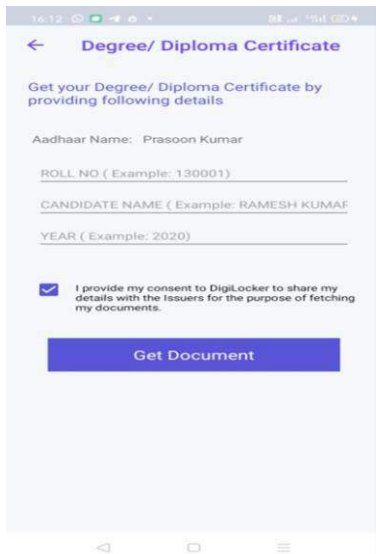 16:12
Degree/ Diploma Certificate
Get your Degree/ Diploma Certificate by
providing following details
Aadhaar Name: Prasoon Kumar
ROLL NO ( Example: 130001)
CANDIDATE NAME ( Example: RAMESH KUMAR
YEAR ( Example: 2020)
I provide my consent to DigiLocker to share my
details with the Issuers for the purpose of fetching
my documents.
Get Document